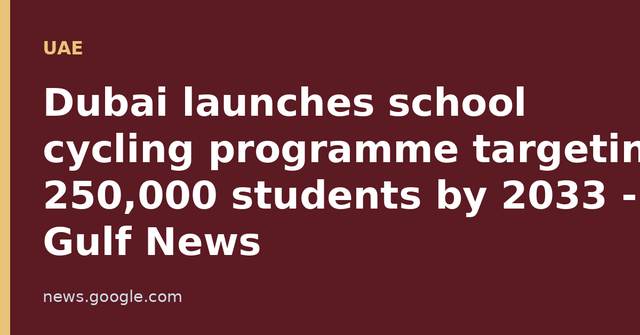 UAE
Dubai launches school
cycling programme targetin
250,000 students by 2033 -
Gulf News
news.google.com